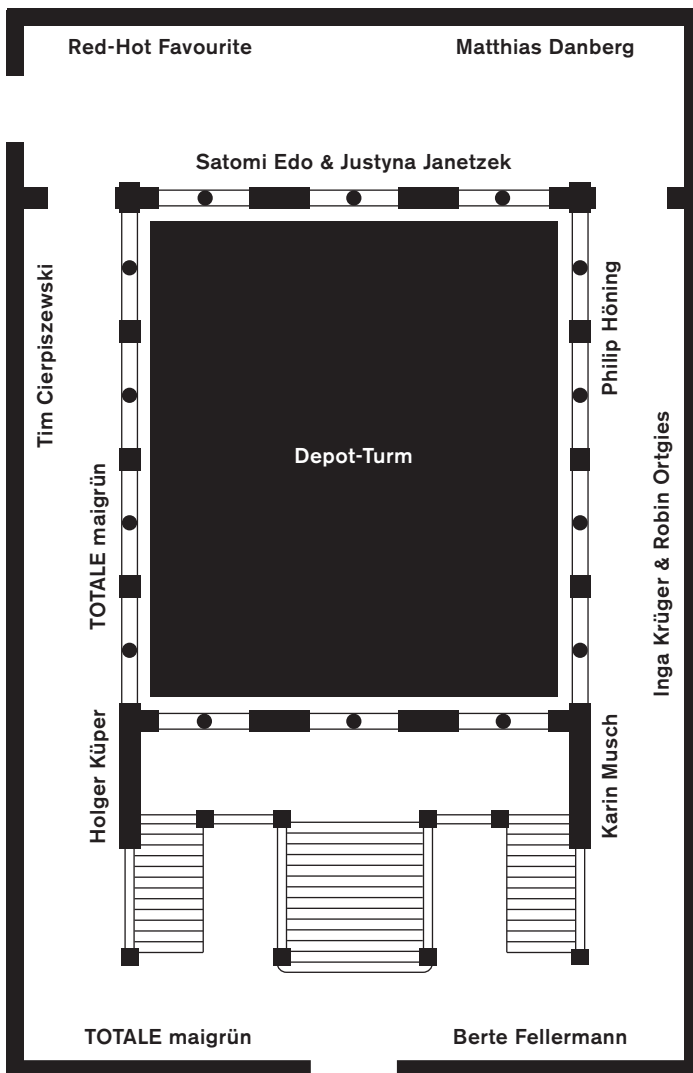 Red-Hot Favourite
Matthias Danberg
Satomi Edo & Justyna Janetzek
Tim Cierpiszewski
Philip Höning
Depot-Turm
TOTALE maigrün
Inga Krüger & Robin Ortgies
Holger Küper
Karin Musch
TOTALE maigrün
Berte Fellermann